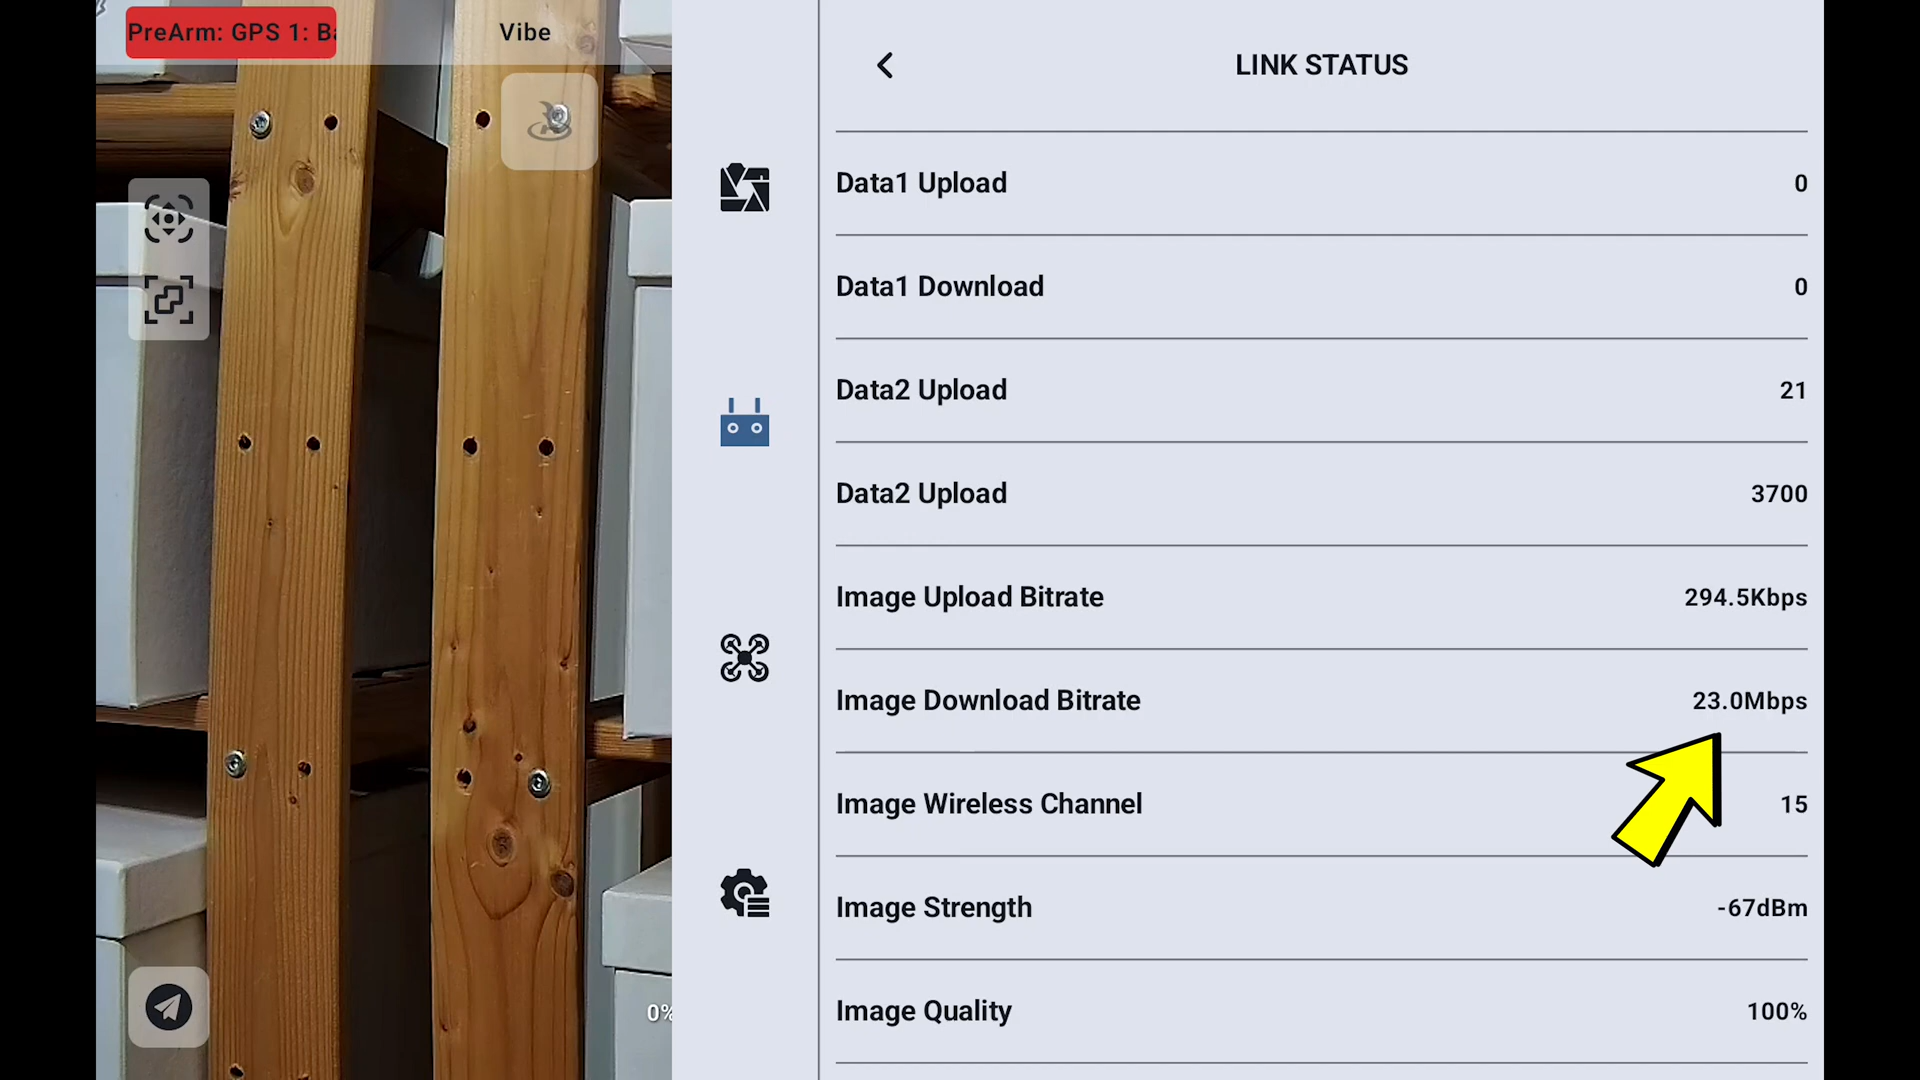 PreArm: GPS 1: Ba
Vibe
LINK STATUS
Data1 Upload 0
Data1 Download 0
Data2 Upload 21
Data2 Upload 3700
Image Upload Bitrate 294.5Kbps
Image Download Bitrate 23.0Mbps
Image Wireless Channel 15
Image Strength -67dBm
Image Quality 100%
0%